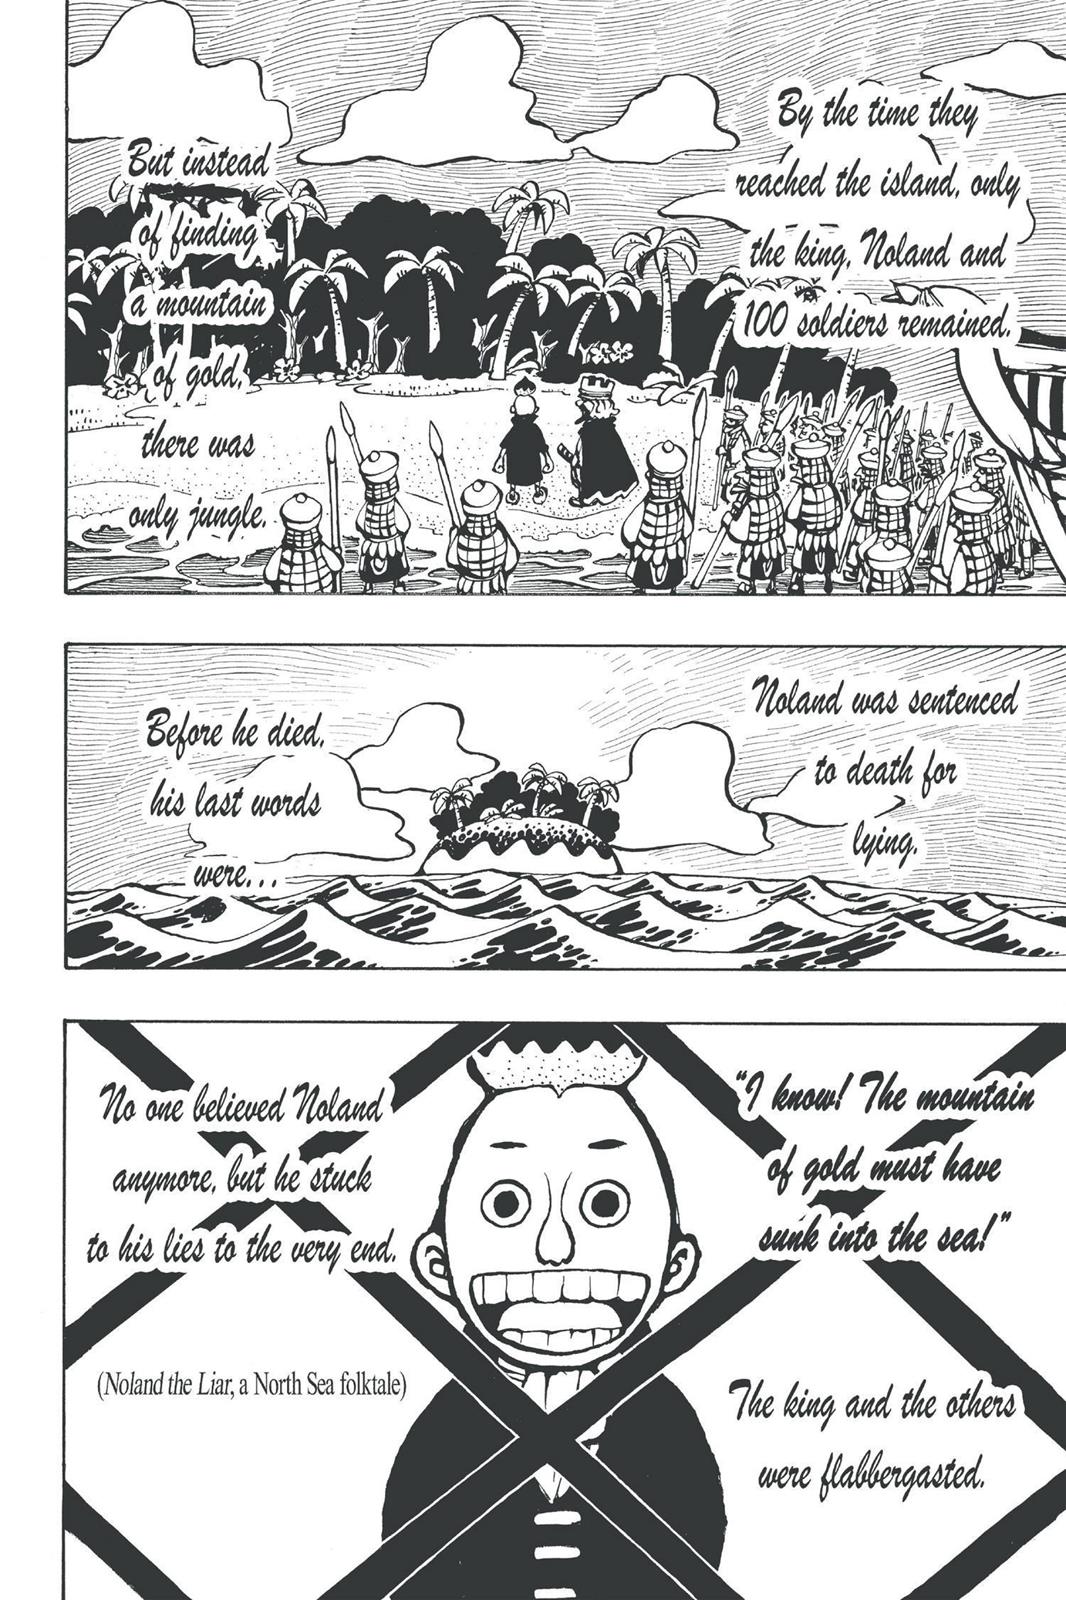 By the time they
reached the island, only
the king, Noland and
100 soldiers remained.
But instead
of finding
a mountain
of gold,
there was
only jungle.
Noland was sentenced
to death for
lying.
Before he died,
his last words
were...
"I know! The mountain
of gold must have
sunk into the sea!"
The king and the others
were flabbergasted.
No one believed Noland
anymore, but he stuck
to his lies to the very end.
(Noland the Liar, a North Sea folktale)